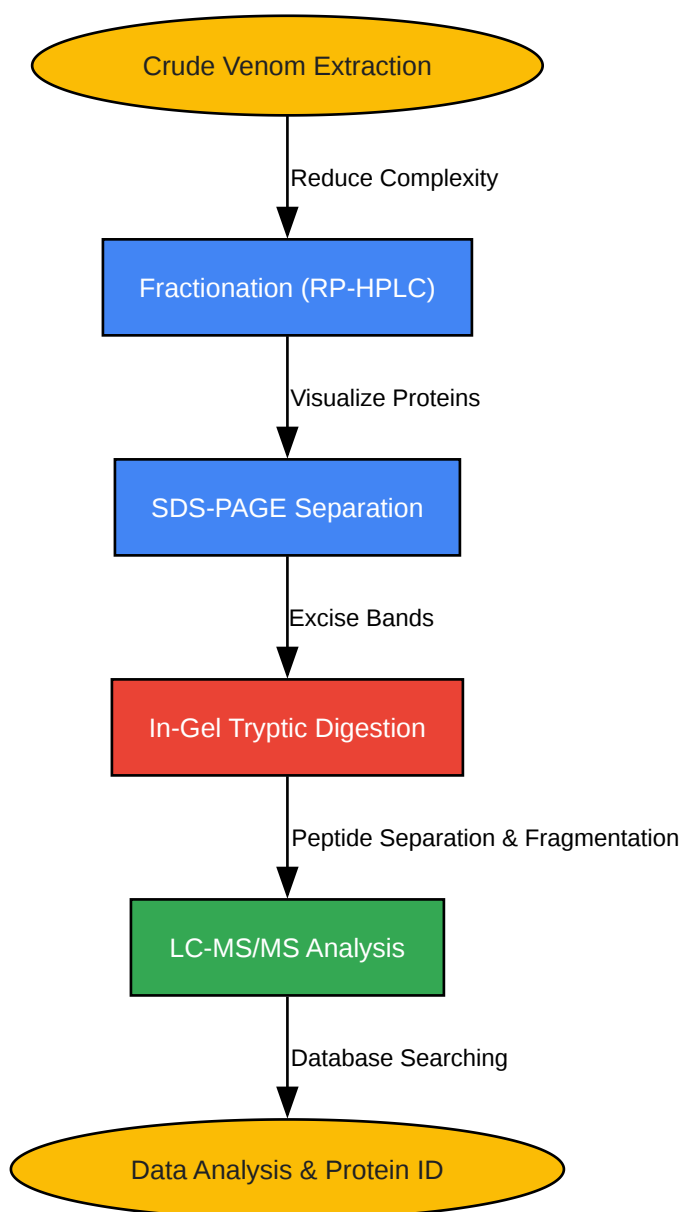 Crude Venom Extraction
Reduce Complexity
Fractionation (RP-HPLC)
Visualize Proteins
SDS-PAGE Separation
Excise Bands
In-Gel Tryptic Digestion
Peptide Separation & Fragmentation
LC-MS/MS Analysis
Database Searching
Data Analysis & Protein ID